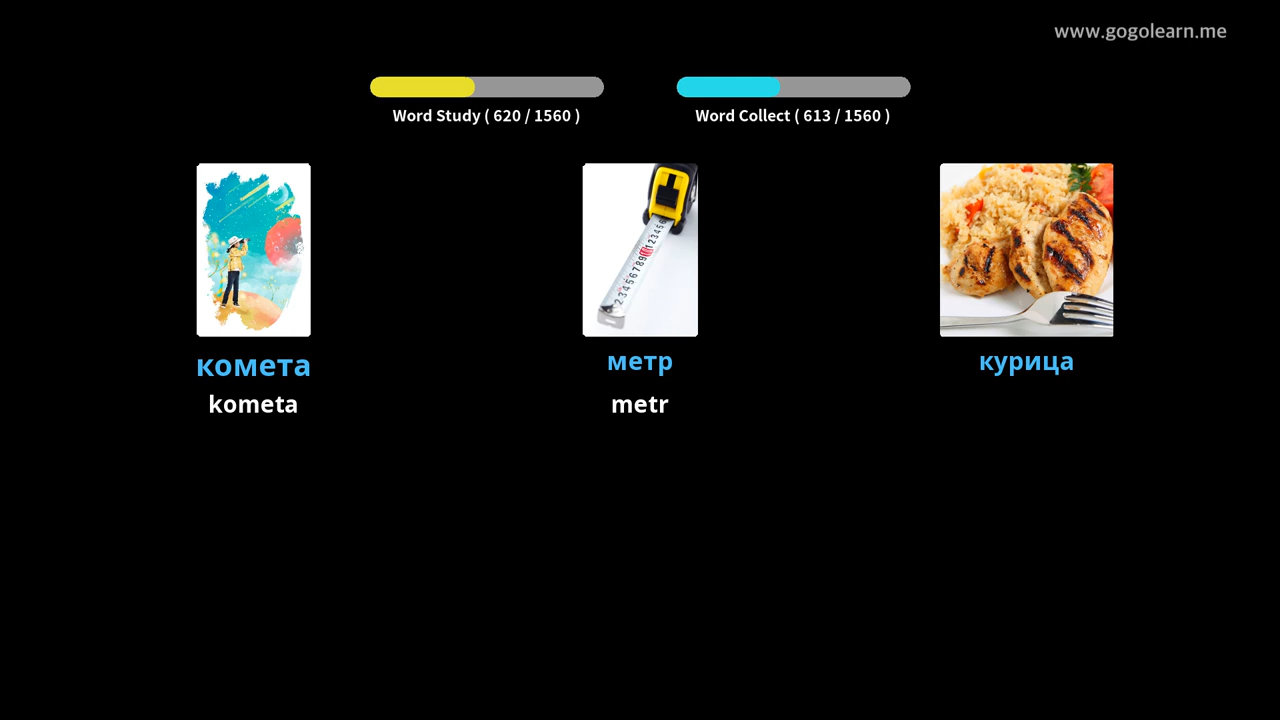 www.gogolearn.me
Word Study ( 620 / 1560 )
Word Collect ( 613 / 1560 )
комета
kometa
метр
metr
курица